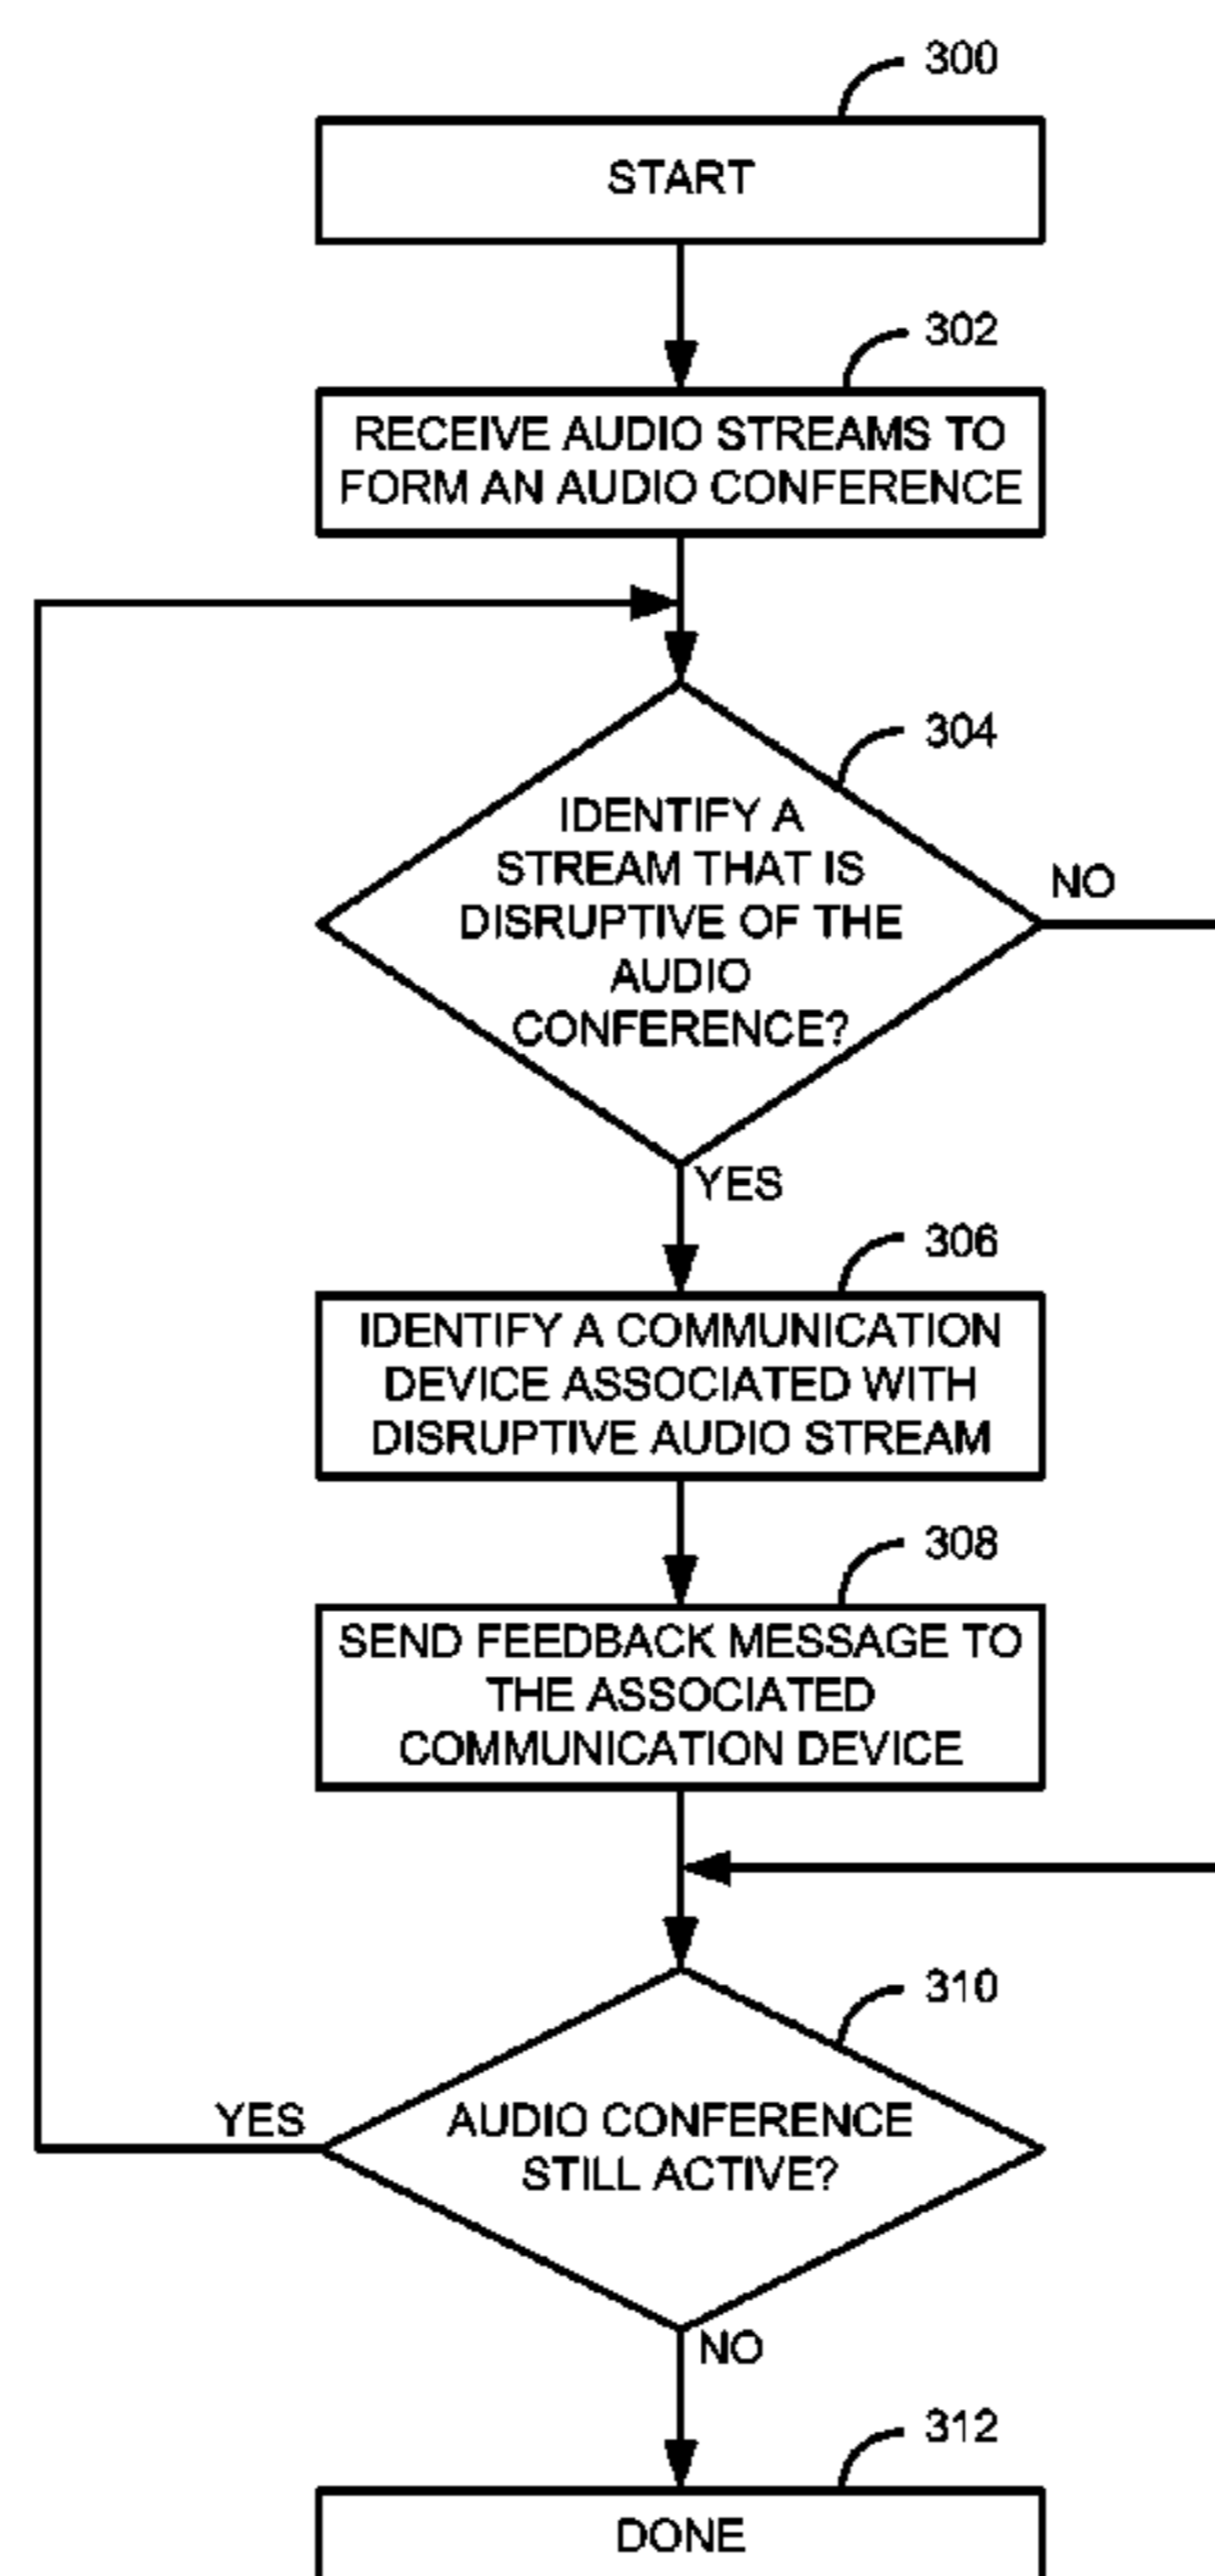 300
START
302
RECEIVE AUDIO STREAMS TO
FORM AN AUDIO CONFERENCE
304
IDENTIFY A
STREAM THAT IS
DISRUPTIVE OF THE
AUDIO
CONFERENCE?
NO
YES
306
IDENTIFY A COMMUNICATION
DEVICE ASSOCIATED WITH
DISRUPTIVE AUDIO STREAM
308
SEND FEEDBACK MESSAGE TO
THE ASSOCIATED
COMMUNICATION DEVICE
310
YES
AUDIO CONFERENCE
STILL ACTIVE?
NO
312
DONE